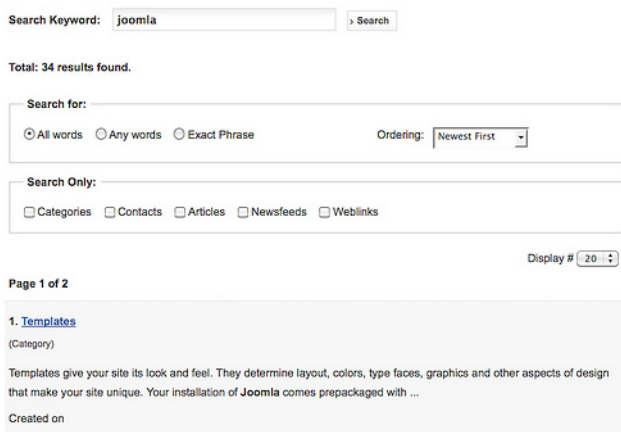 Search Keyword: joomla › Search
Total: 34 results found.
Search for:
All words Any words Exact Phrase Ordering: Newest First
Search Only:
Categories Contacts Articles Newsfeeds Weblinks
Display # 20
Page 1 of 2
1. Templates
(Category)
Templates give your site its look and feel. They determine layout, colors, type faces, graphics and other aspects of design
that make your site unique. Your installation of Joomla comes prepackaged with ...
Created on